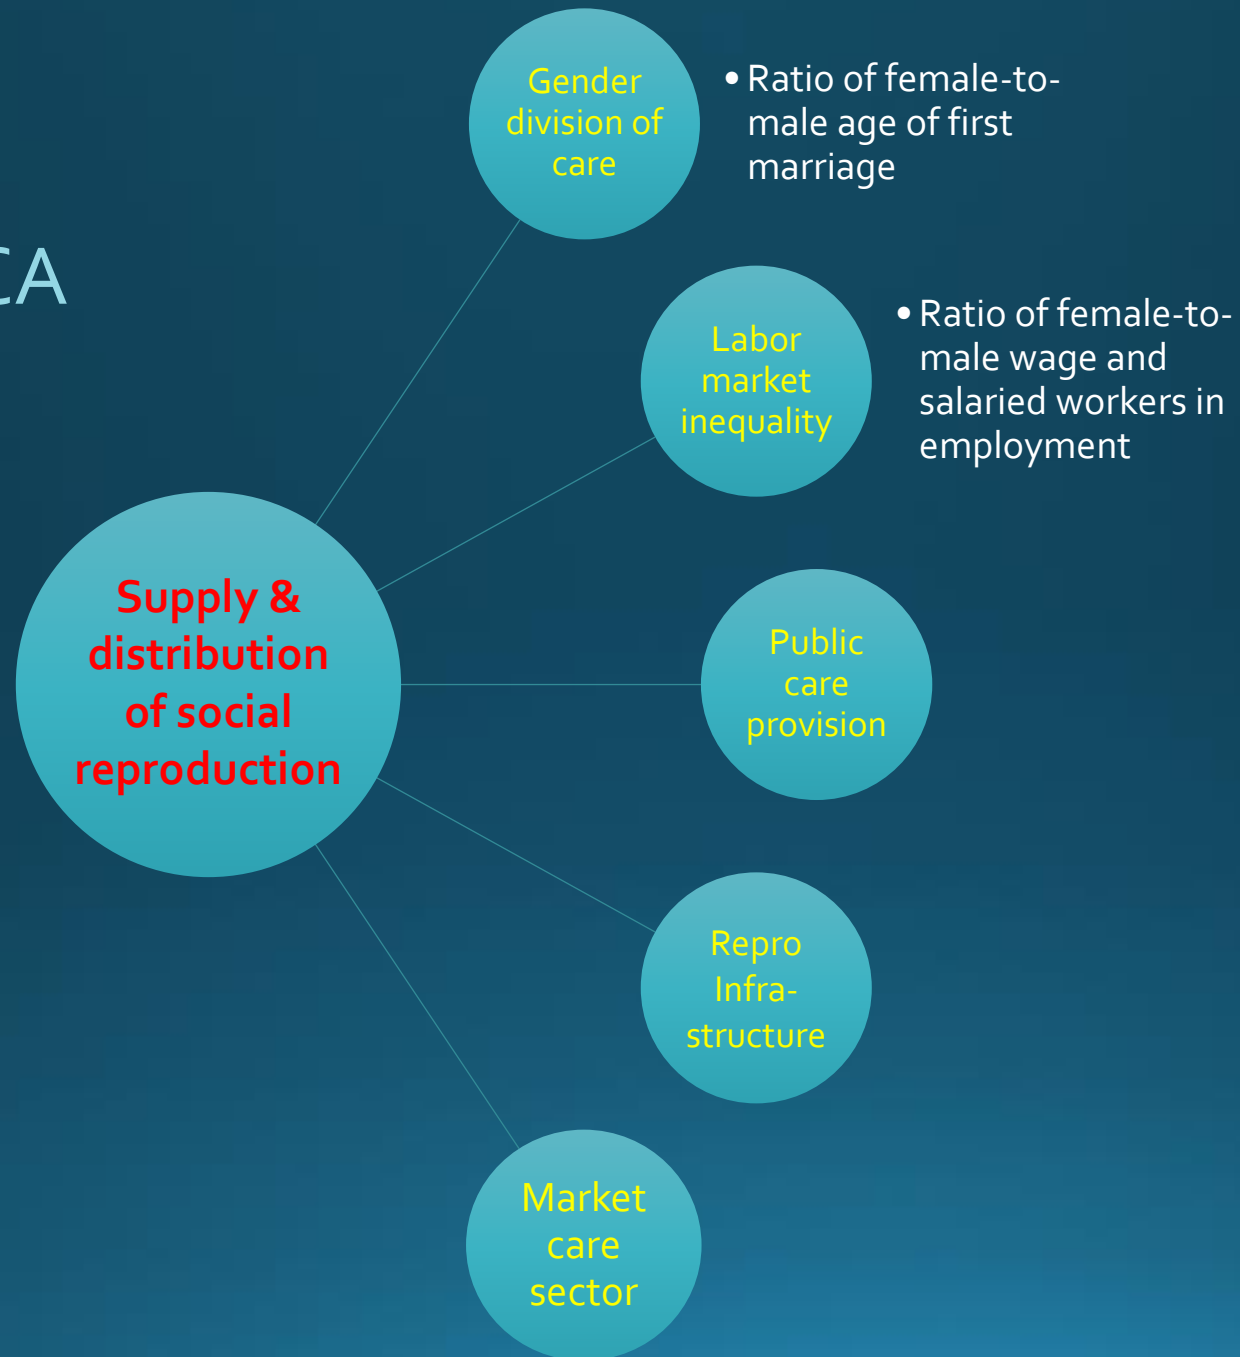 CA
Gender
division of
care
• Ratio of female-to-
male age of first
marriage
Labor
market
inequality
• Ratio of female-to-
male wage and
salaried workers in
employment
Supply &
distribution
of social
reproduction
Public
care
provision
Repro
Infra-
structure
Market
care
sector